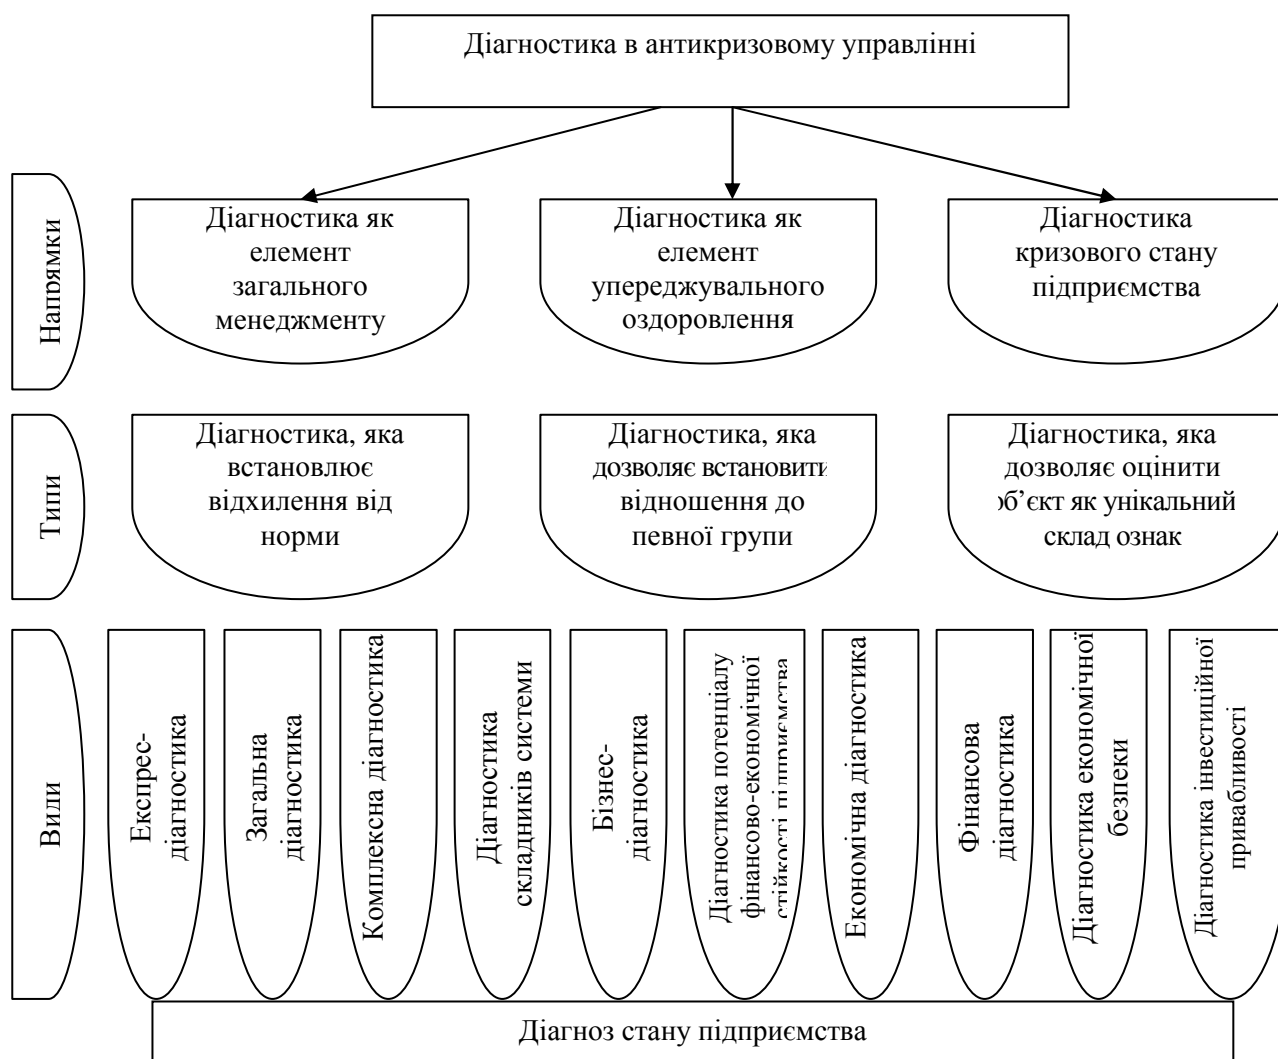 Діагностика в антикризовому управлінні
Напрямки
Діагностика як
елемент
загального
менеджменту
Діагностика як
елемент
упереджувального
оздоровлення
Діагностика
кризового стану
підприємства
Типи
Діагностика, яка
встановлює
відхилення від
норми
Діагностика, яка
дозволяє встановити
відношення до
певної групи
Діагностика, яка
дозволяє оцінити
об’єкт як унікальний
склад ознак
Види
Експрес-
діагностика
Загальна
діагностика
Комплексна діагностика
Діагностика
складників системи
Бізнес-
діагностика
Діагностика потенціалу
фінансово-економічної
стійкості підприємства
Економічна діагностика
Фінансова
діагностика
Діагностика економічної
безпеки
Діагностика інвестиційної
привабливості
Діагноз стану підприємства